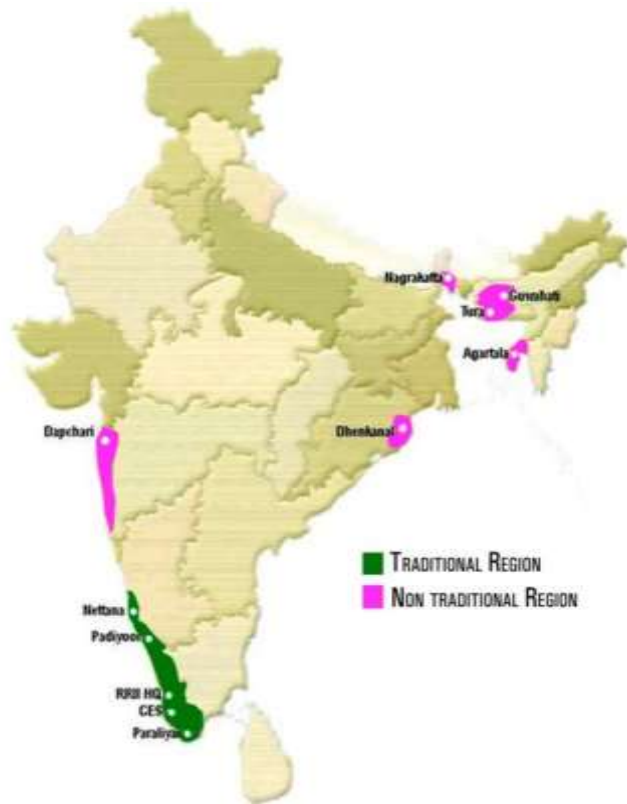 Nagrakatta
Guwahati
Tura
Agartala
Dapchari
Dhenkanal
TRADITIONAL REGION
NON TRADITIONAL REGION
Nettana
Padiyoor
RRII HQ
CES
Paraliyar